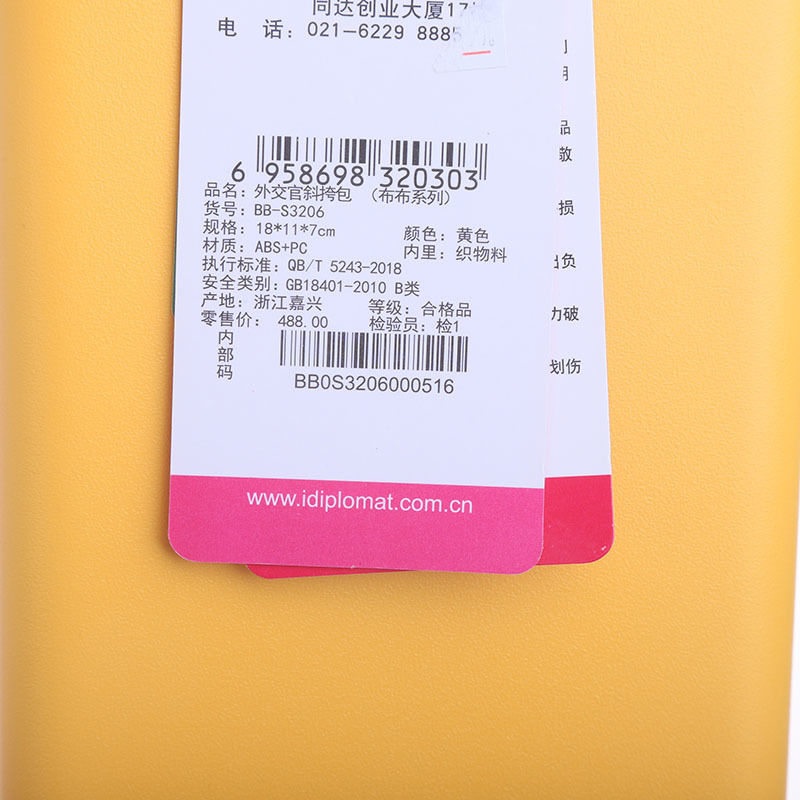 同达创业大厦17
电 话: 021-6229 8885
6 958698 320303
品名: 外交官斜挎包 (布布系列)
货号: BB-S3206
规格: 18*11*7cm 颜色: 黄色
材质: ABS+PC 内里: 织物料
执行标准: QB/T 5243-2018
安全类别: GB18401-2010 B类
产地: 浙江嘉兴 等级: 合格品
零售价: 488.00 检验员: 检1
内部码
BB0S3206000516
www.idiplomat.com.cn
用
品
敬
损
出负
力破
划伤